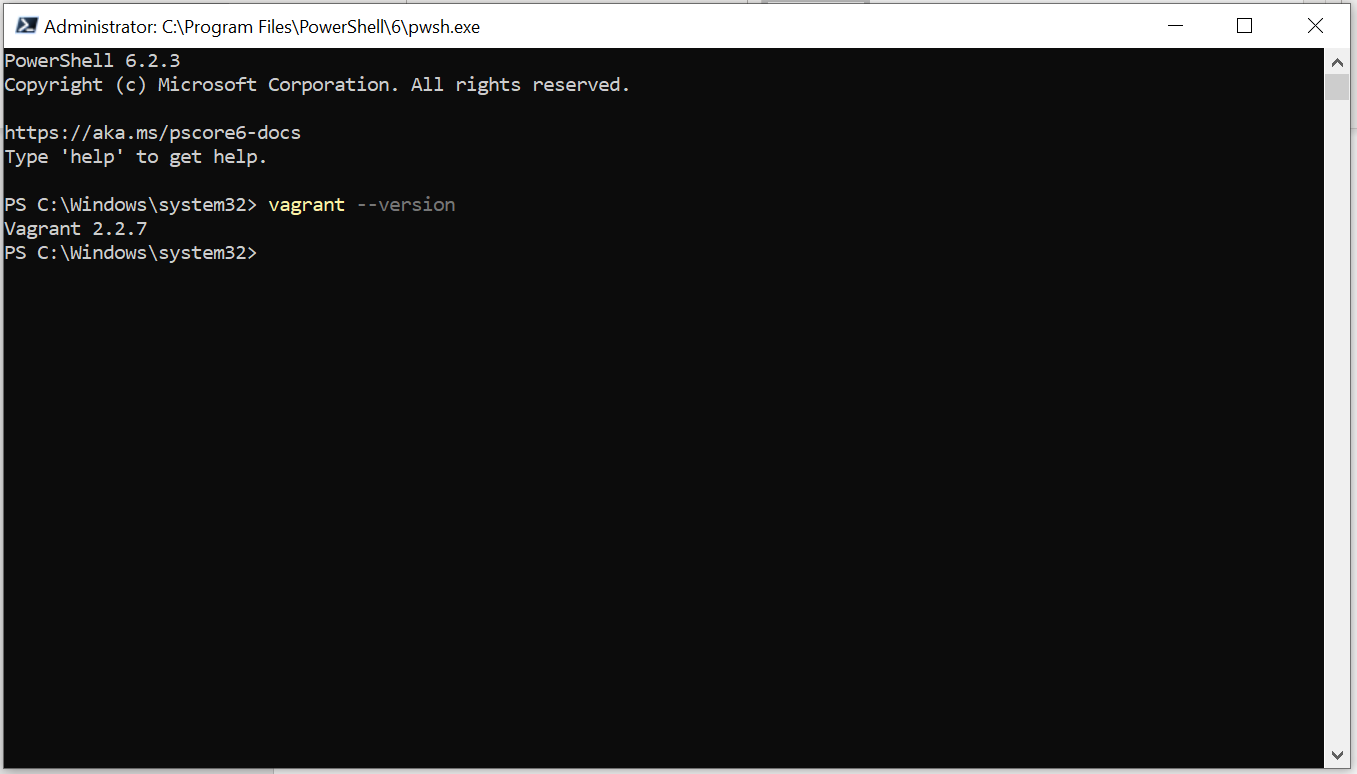 Administrator: C:\Program Files\PowerShell\6\pwsh.exe
PowerShell 6.2.3
Copyright (c) Microsoft Corporation. All rights reserved.
https://aka.ms/pscore6-docs
Type 'help' to get help.
PS C:\Windows\system32> vagrant --version
Vagrant 2.2.7
PS C:\Windows\system32>